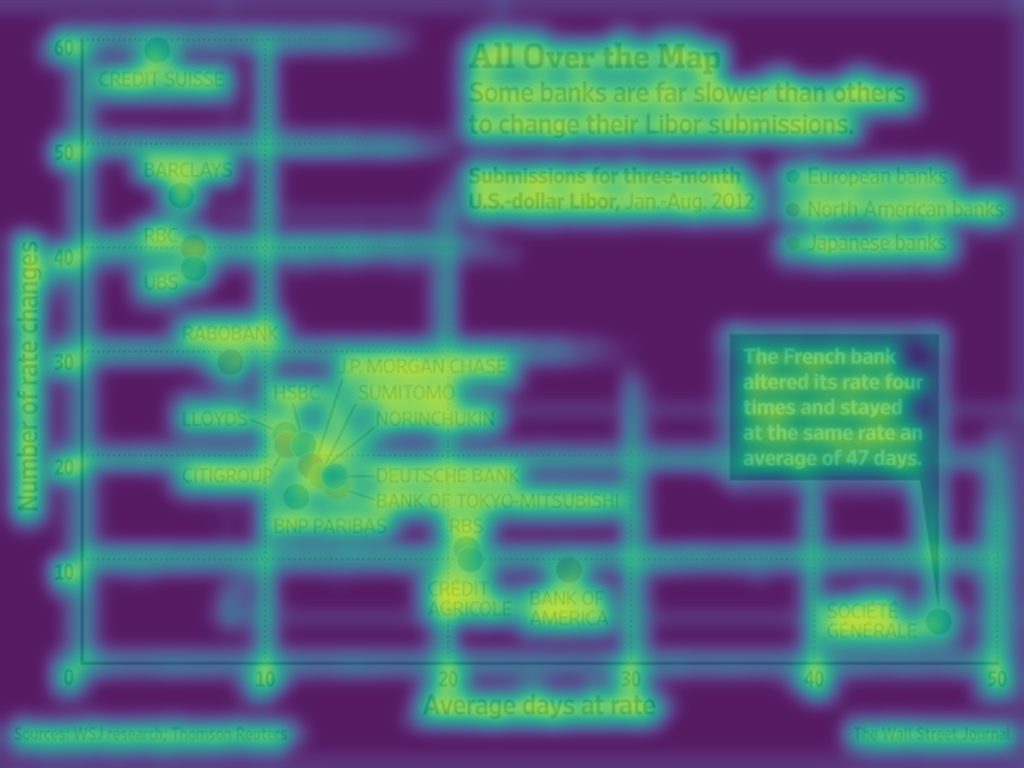 All Over the Map
Some banks are far slower than others
to change their Libor submissions.
Submissions for three-month
U.S.-dollar Libor, Jan.-Aug. 2012
European banks
North American banks
Japanese banks
Number of rate changes
60
50
40
30
20
10
0
CREDIT SUISSE
BARCLAYS
RBC
UBS
RABOBANK
J.P. MORGAN CHASE
HSBC
SUMITOMO
LLOYDS
NORINCHUKIN
CITIGROUP
DEUTSCHE BANK
BANK OF TOKYO-MITSUBISHI
BNP PARIBAS
RBS
CRÉDIT
AGRICOLE
BANK OF
AMERICA
SOCIÉTÉ
GÉNÉRALE
The French bank
altered its rate four
times and stayed
at the same rate an
average of 47 days.
10
20
30
40
50
Average days at rate
Sources: WSJ research; Thomson Reuters
The Wall Street Journal